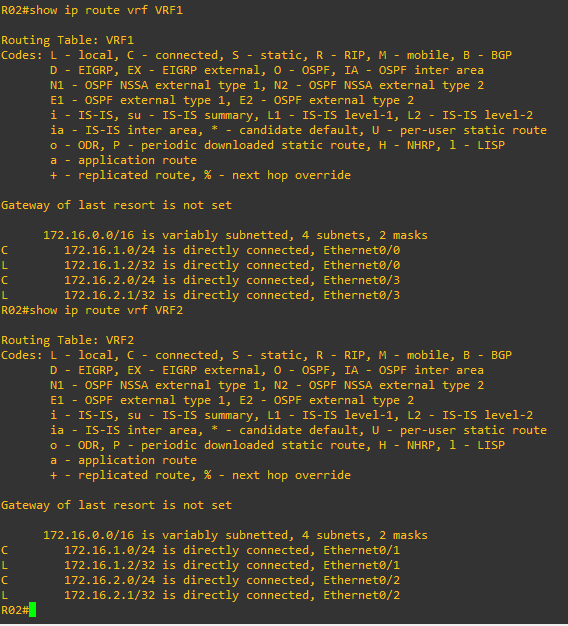 R02#show ip route vrf VRF1

Routing Table: VRF1
Codes: L - local, C - connected, S - static, R - RIP, M - mobile, B - BGP
       D - EIGRP, EX - EIGRP external, O - OSPF, IA - OSPF inter area
       N1 - OSPF NSSA external type 1, N2 - OSPF NSSA external type 2
       E1 - OSPF external type 1, E2 - OSPF external type 2
       i - IS-IS, su - IS-IS summary, L1 - IS-IS level-1, L2 - IS-IS level-2
       ia - IS-IS inter area, * - candidate default, U - per-user static route
       o - ODR, P - periodic downloaded static route, H - NHRP, l - LISP
       a - application route
       + - replicated route, % - next hop override

Gateway of last resort is not set

      172.16.0.0/16 is variably subnetted, 4 subnets, 2 masks
C        172.16.1.0/24 is directly connected, Ethernet0/0
L        172.16.1.2/32 is directly connected, Ethernet0/0
C        172.16.2.0/24 is directly connected, Ethernet0/3
L        172.16.2.1/32 is directly connected, Ethernet0/3
R02#show ip route vrf VRF2

Routing Table: VRF2
Codes: L - local, C - connected, S - static, R - RIP, M - mobile, B - BGP
       D - EIGRP, EX - EIGRP external, O - OSPF, IA - OSPF inter area
       N1 - OSPF NSSA external type 1, N2 - OSPF NSSA external type 2
       E1 - OSPF external type 1, E2 - OSPF external type 2
       i - IS-IS, su - IS-IS summary, L1 - IS-IS level-1, L2 - IS-IS level-2
       ia - IS-IS inter area, * - candidate default, U - per-user static route
       o - ODR, P - periodic downloaded static route, H - NHRP, l - LISP
       a - application route
       + - replicated route, % - next hop override

Gateway of last resort is not set

      172.16.0.0/16 is variably subnetted, 4 subnets, 2 masks
C        172.16.1.0/24 is directly connected, Ethernet0/1
L        172.16.1.2/32 is directly connected, Ethernet0/1
C        172.16.2.0/24 is directly connected, Ethernet0/2
L        172.16.2.1/32 is directly connected, Ethernet0/2
R02#